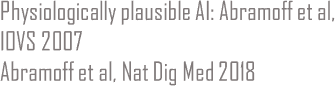 Physiologically plausible AI: Abramoff et al,
IOVS 2007
Abramoff et al, Nat Dig Med 2018